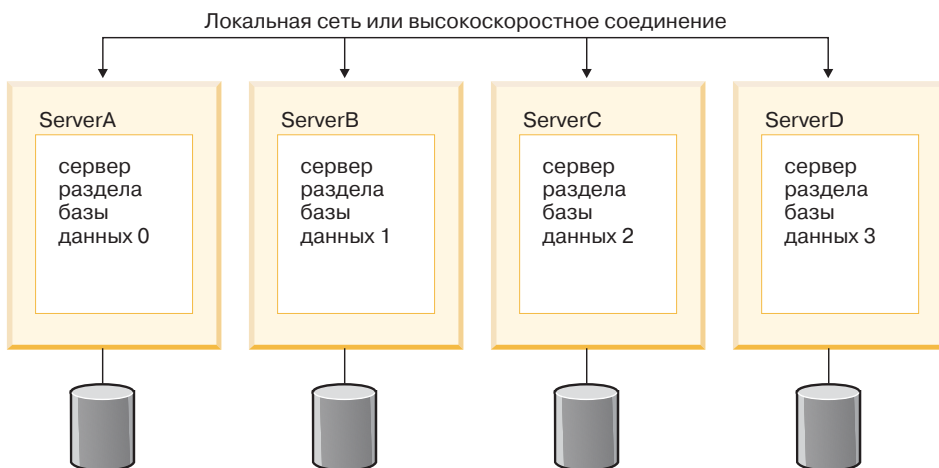 Локальная сеть или высокоскоростное соединение
ServerA
сервер
раздела
базы
данных 0
ServerB
сервер
раздела
базы
данных 1
ServerC
сервер
раздела
базы
данных 2
ServerD
сервер
раздела
базы
данных 3